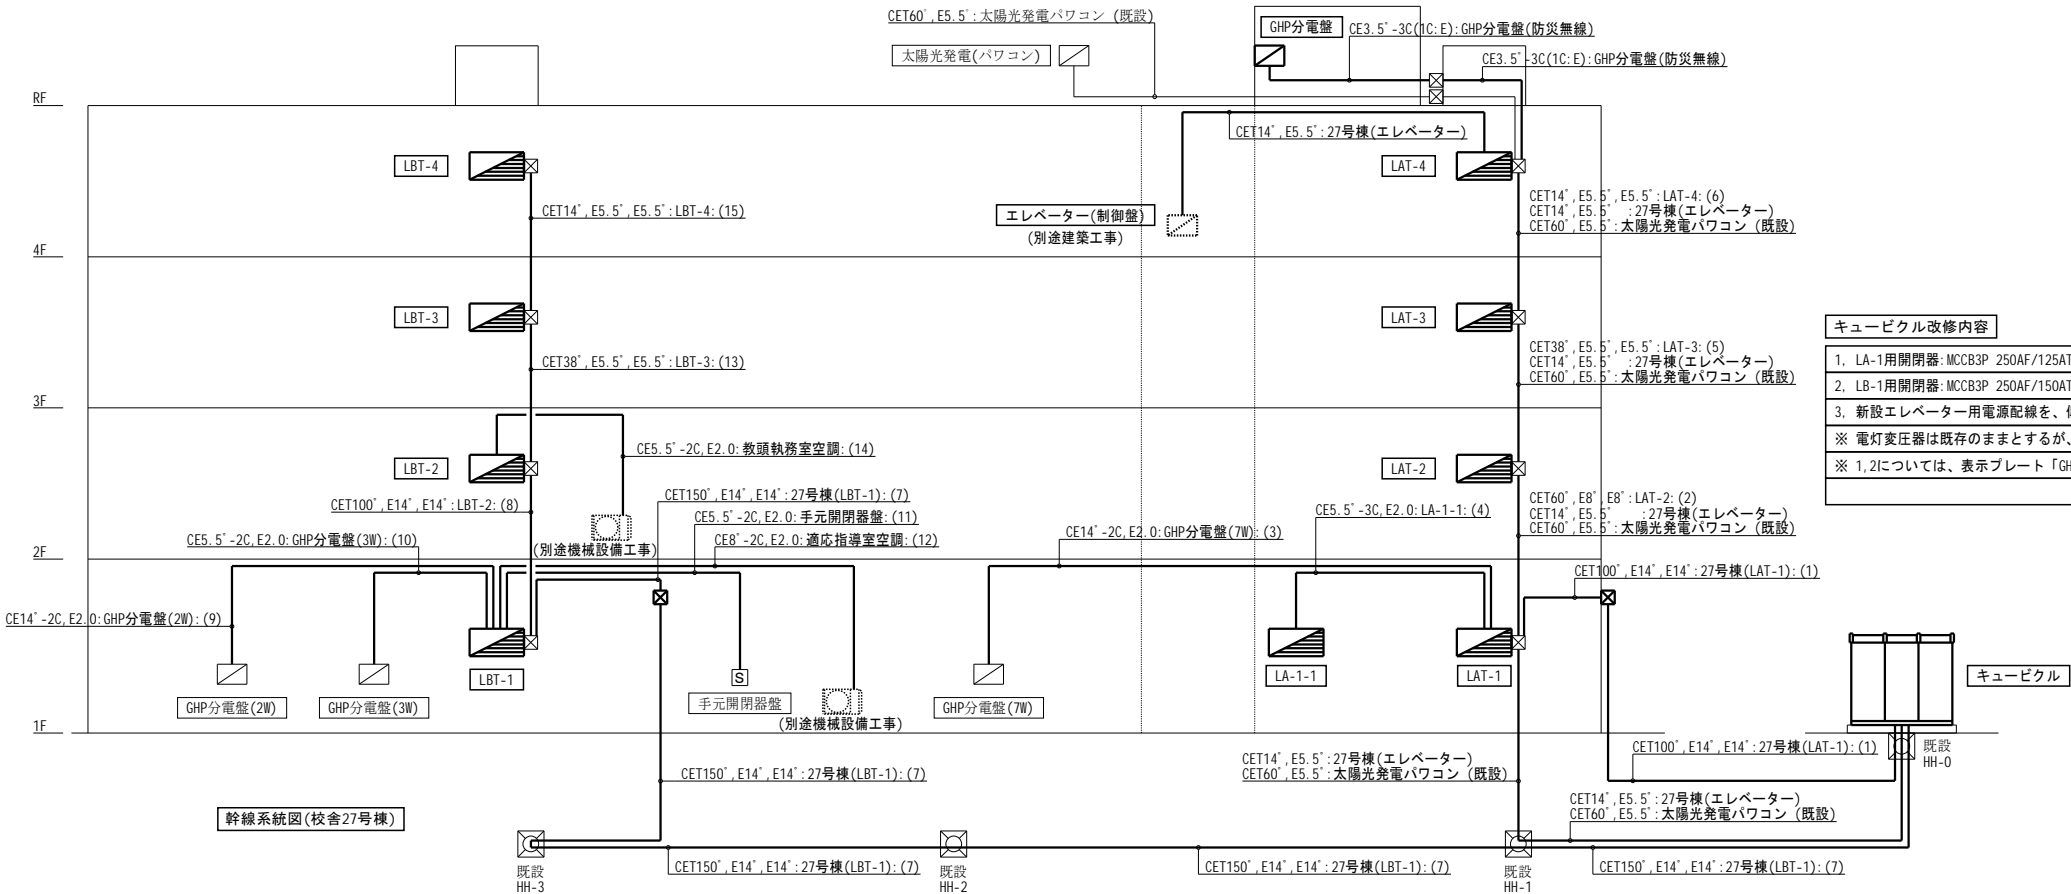 CET60°,E5.5°:太陽光発電パワコン (既設)
太陽光発電(パワコン)
GHP分電盤
CE3.5°-3C(1C:E):GHP分電盤(防災無線)
CE3.5°-3C(1C:E):GHP分電盤(防災無線)
RF
CET14°,E5.5°:27号棟(エレベーター)
LBT-4
LAT-4
CET14°,E5.5°,E5.5°:LBT-4:(15)
エレベーター(制御盤)
(別途建築工事)
CET14°,E5.5°,E5.5°:LAT-4:(6)
CET14°,E5.5° :27号棟(エレベーター)
CET60°,E5.5°:太陽光発電パワコン (既設)
4F
LBT-3
LAT-3
CET38°,E5.5°,E5.5°:LBT-3:(13)
CET38°,E5.5°,E5.5°:LAT-3:(5)
CET14°,E5.5° :27号棟(エレベーター)
CET60°,E5.5°:太陽光発電パワコン (既設)
キュービクル改修内容
1, LA-1用開閉器:MCCB3P 250AF/125AT
2, LB-1用開閉器:MCCB3P 250AF/150AT
3, 新設エレベーター用電源配線を、
※ 電灯変圧器は既存のままとするが、
※ 1,2については、表示プレート「GH
3F
CE5.5°-2C,E2.0:教頭執務室空調:(14)
LBT-2
LAT-2
CET100°,E14°,E14°:LBT-2:(8)
CET150°,E14°,E14°:27号棟(LBT-1):(7)
CE5.5°-2C,E2.0:手元開閉器盤:(11)
CE8°-2C,E2.0:適応指導室空調:(12)
(別途機械設備工事)
CE5.5°-3C,E2.0:LA-1-1:(4)
CE14°-2C,E2.0:GHP分電盤(7W):(3)
CET60°,E8°,E8°:LAT-2:(2)
CET14°,E5.5° :27号棟(エレベーター)
CET60°,E5.5°:太陽光発電パワコン (既設)
CE5.5°-2C,E2.0:GHP分電盤(3W):(10)
2F
CET100°,E14°,E14°:27号棟(LAT-1):(1)
CE14°-2C,E2.0:GHP分電盤(2W):(9)
LBT-1
S
LA-1-1
LAT-1
キュービクル
GHP分電盤(2W)
GHP分電盤(3W)
手元開閉器盤
(別途機械設備工事)
GHP分電盤(7W)
1F
CET100°,E14°,E14°:27号棟(LAT-1):(1)
既設
HH-0
CET14°,E5.5°:27号棟(エレベーター)
CET60°,E5.5°:太陽光発電パワコン (既設)
CET150°,E14°,E14°:27号棟(LBT-1):(7)
CET14°,E5.5°:27号棟(エレベーター)
CET60°,E5.5°:太陽光発電パワコン (既設)
幹線系統図(校舎27号棟)
既設
HH-3
CET150°,E14°,E14°:27号棟(LBT-1):(7)
既設
HH-2
CET150°,E14°,E14°:27号棟(LBT-1):(7)
既設
HH-1
CET150°,E14°,E14°:27号棟(LBT-1):(7)